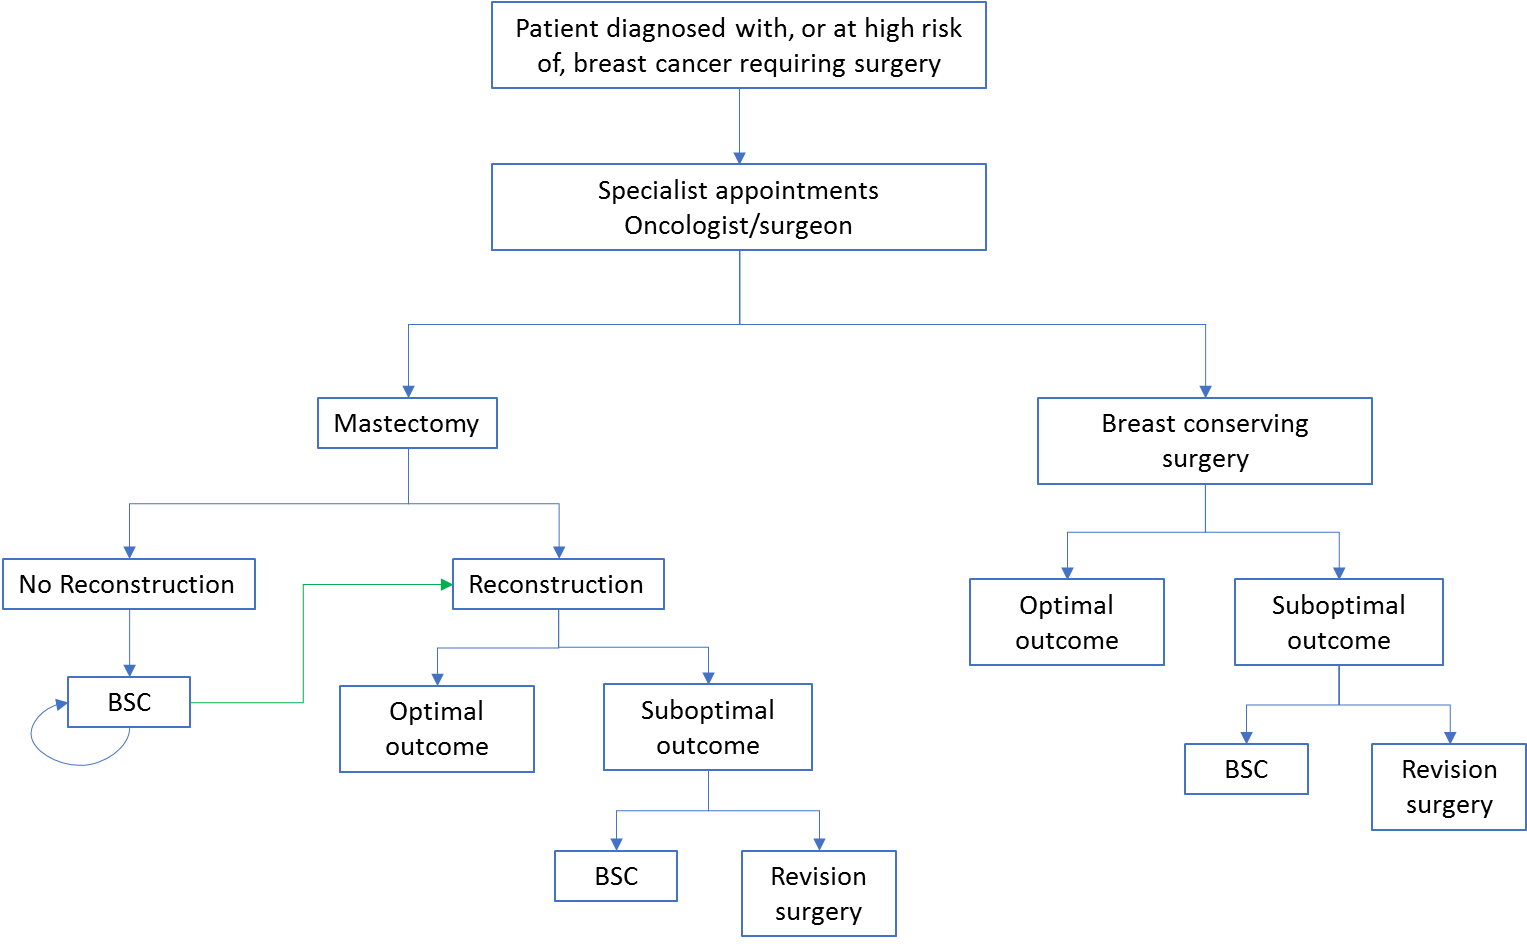 Patient diagnosed with, or at high risk
of, breast cancer requiring surgery
Specialist appointments
Oncologist/surgeon
Mastectomy
Breast conserving
surgery
No Reconstruction
Reconstruction
Optimal
outcome
Suboptimal
outcome
BSC
Optimal
outcome
Suboptimal
outcome
BSC
Revision
surgery
BSC
Revision
surgery